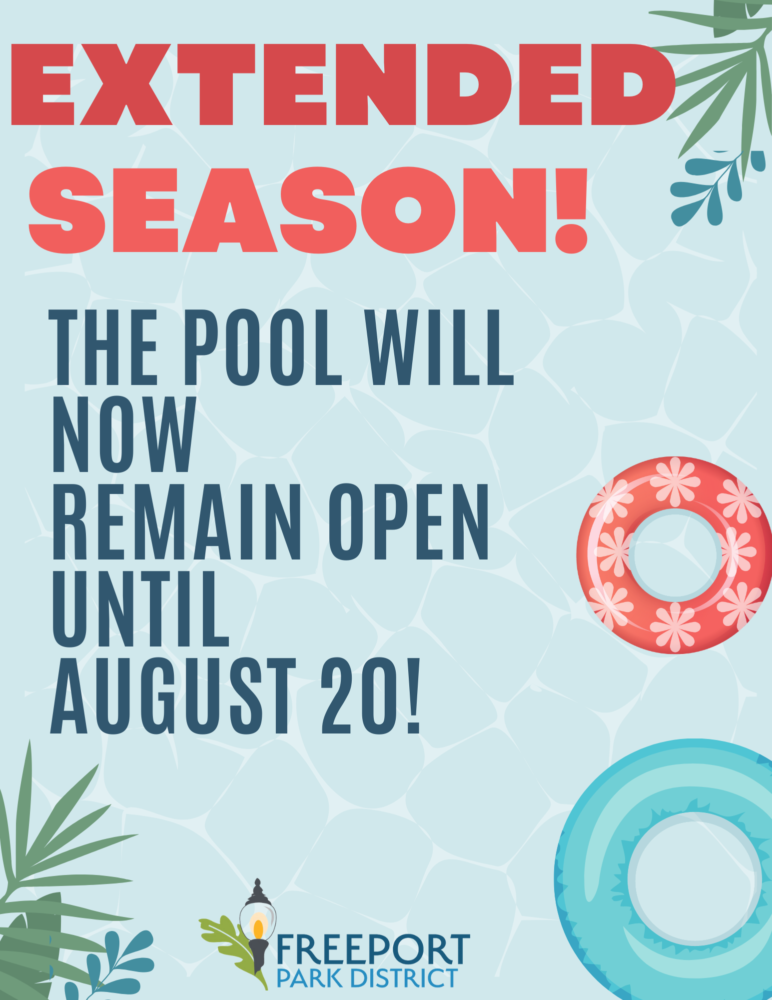 EXTENDED
SEASON!
THE POOL WILL
NOW
REMAIN OPEN
UNTIL
AUGUST 20!
FREEPORT
PARK DISTRICT